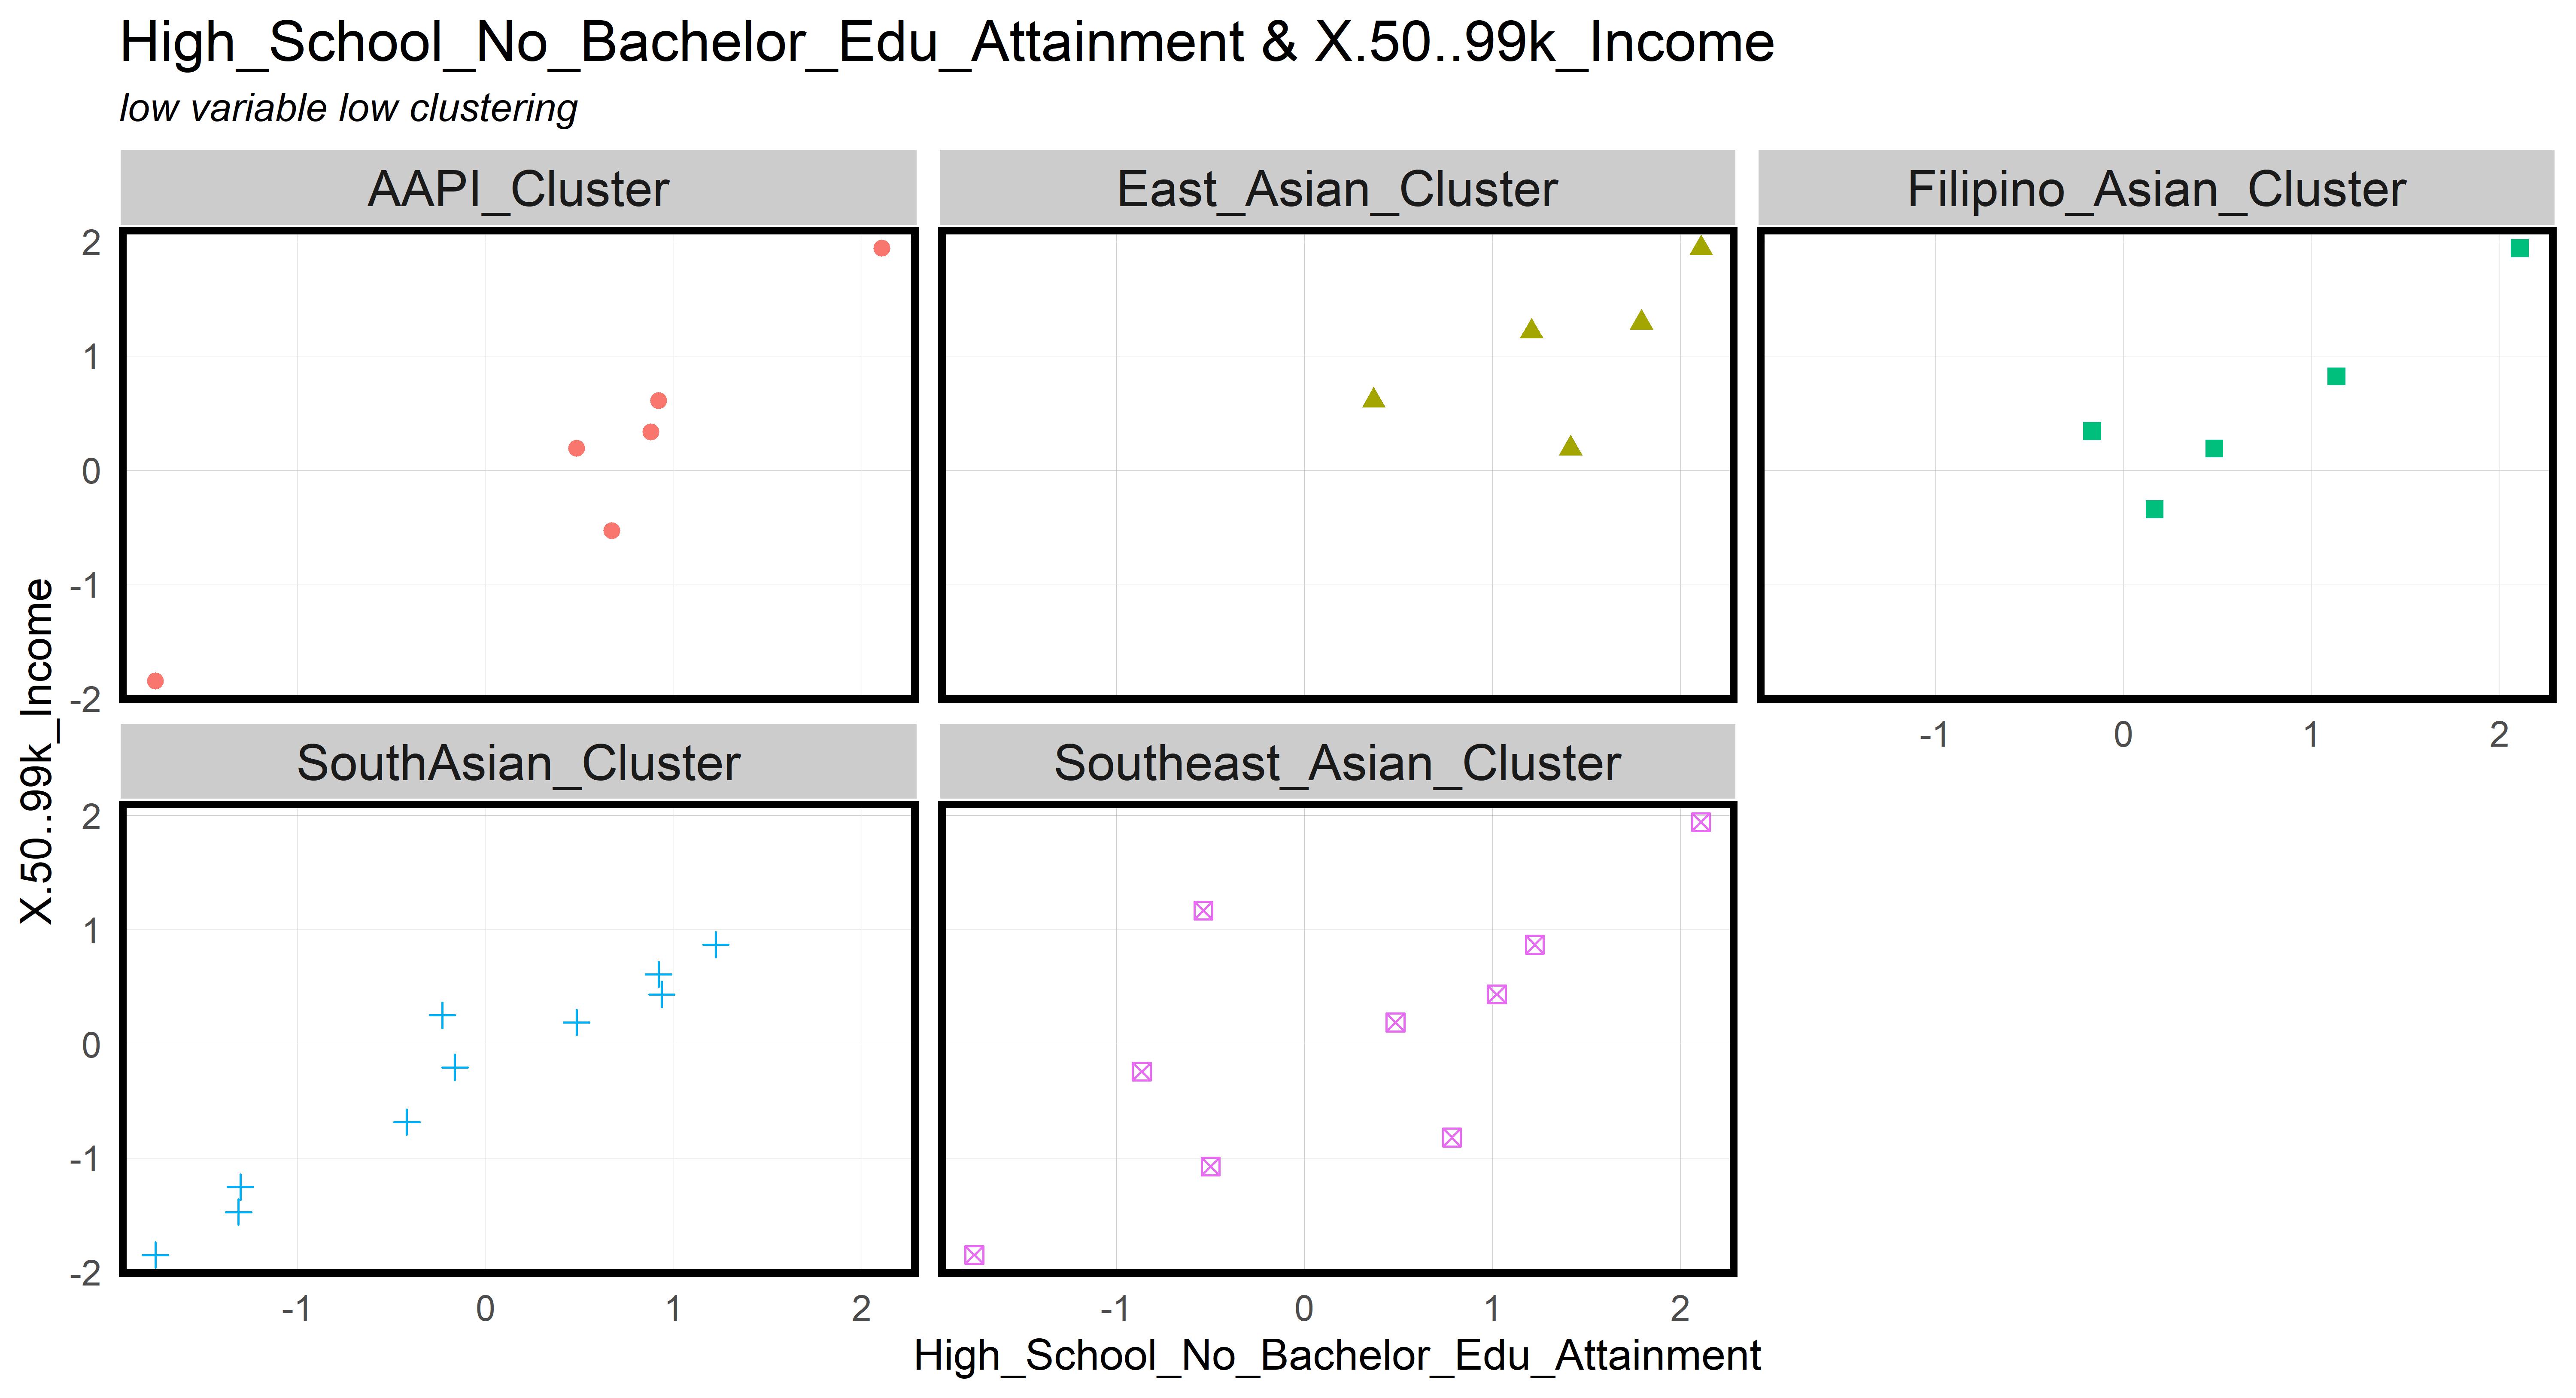 High_School_No_Bachelor_Edu_Attainment & X.50..99k_Income
low variable low clustering
AAPI_Cluster
East_Asian_Cluster
Filipino_Asian_Cluster
2
1
0
-1
-2
-1
0
1
2
SouthAsian_Cluster
Southeast_Asian_Cluster
2
1
0
-1
-2
-1
0
1
2
-1
0
1
2
X.50..99k_Income
High_School_No_Bachelor_Edu_Attainment